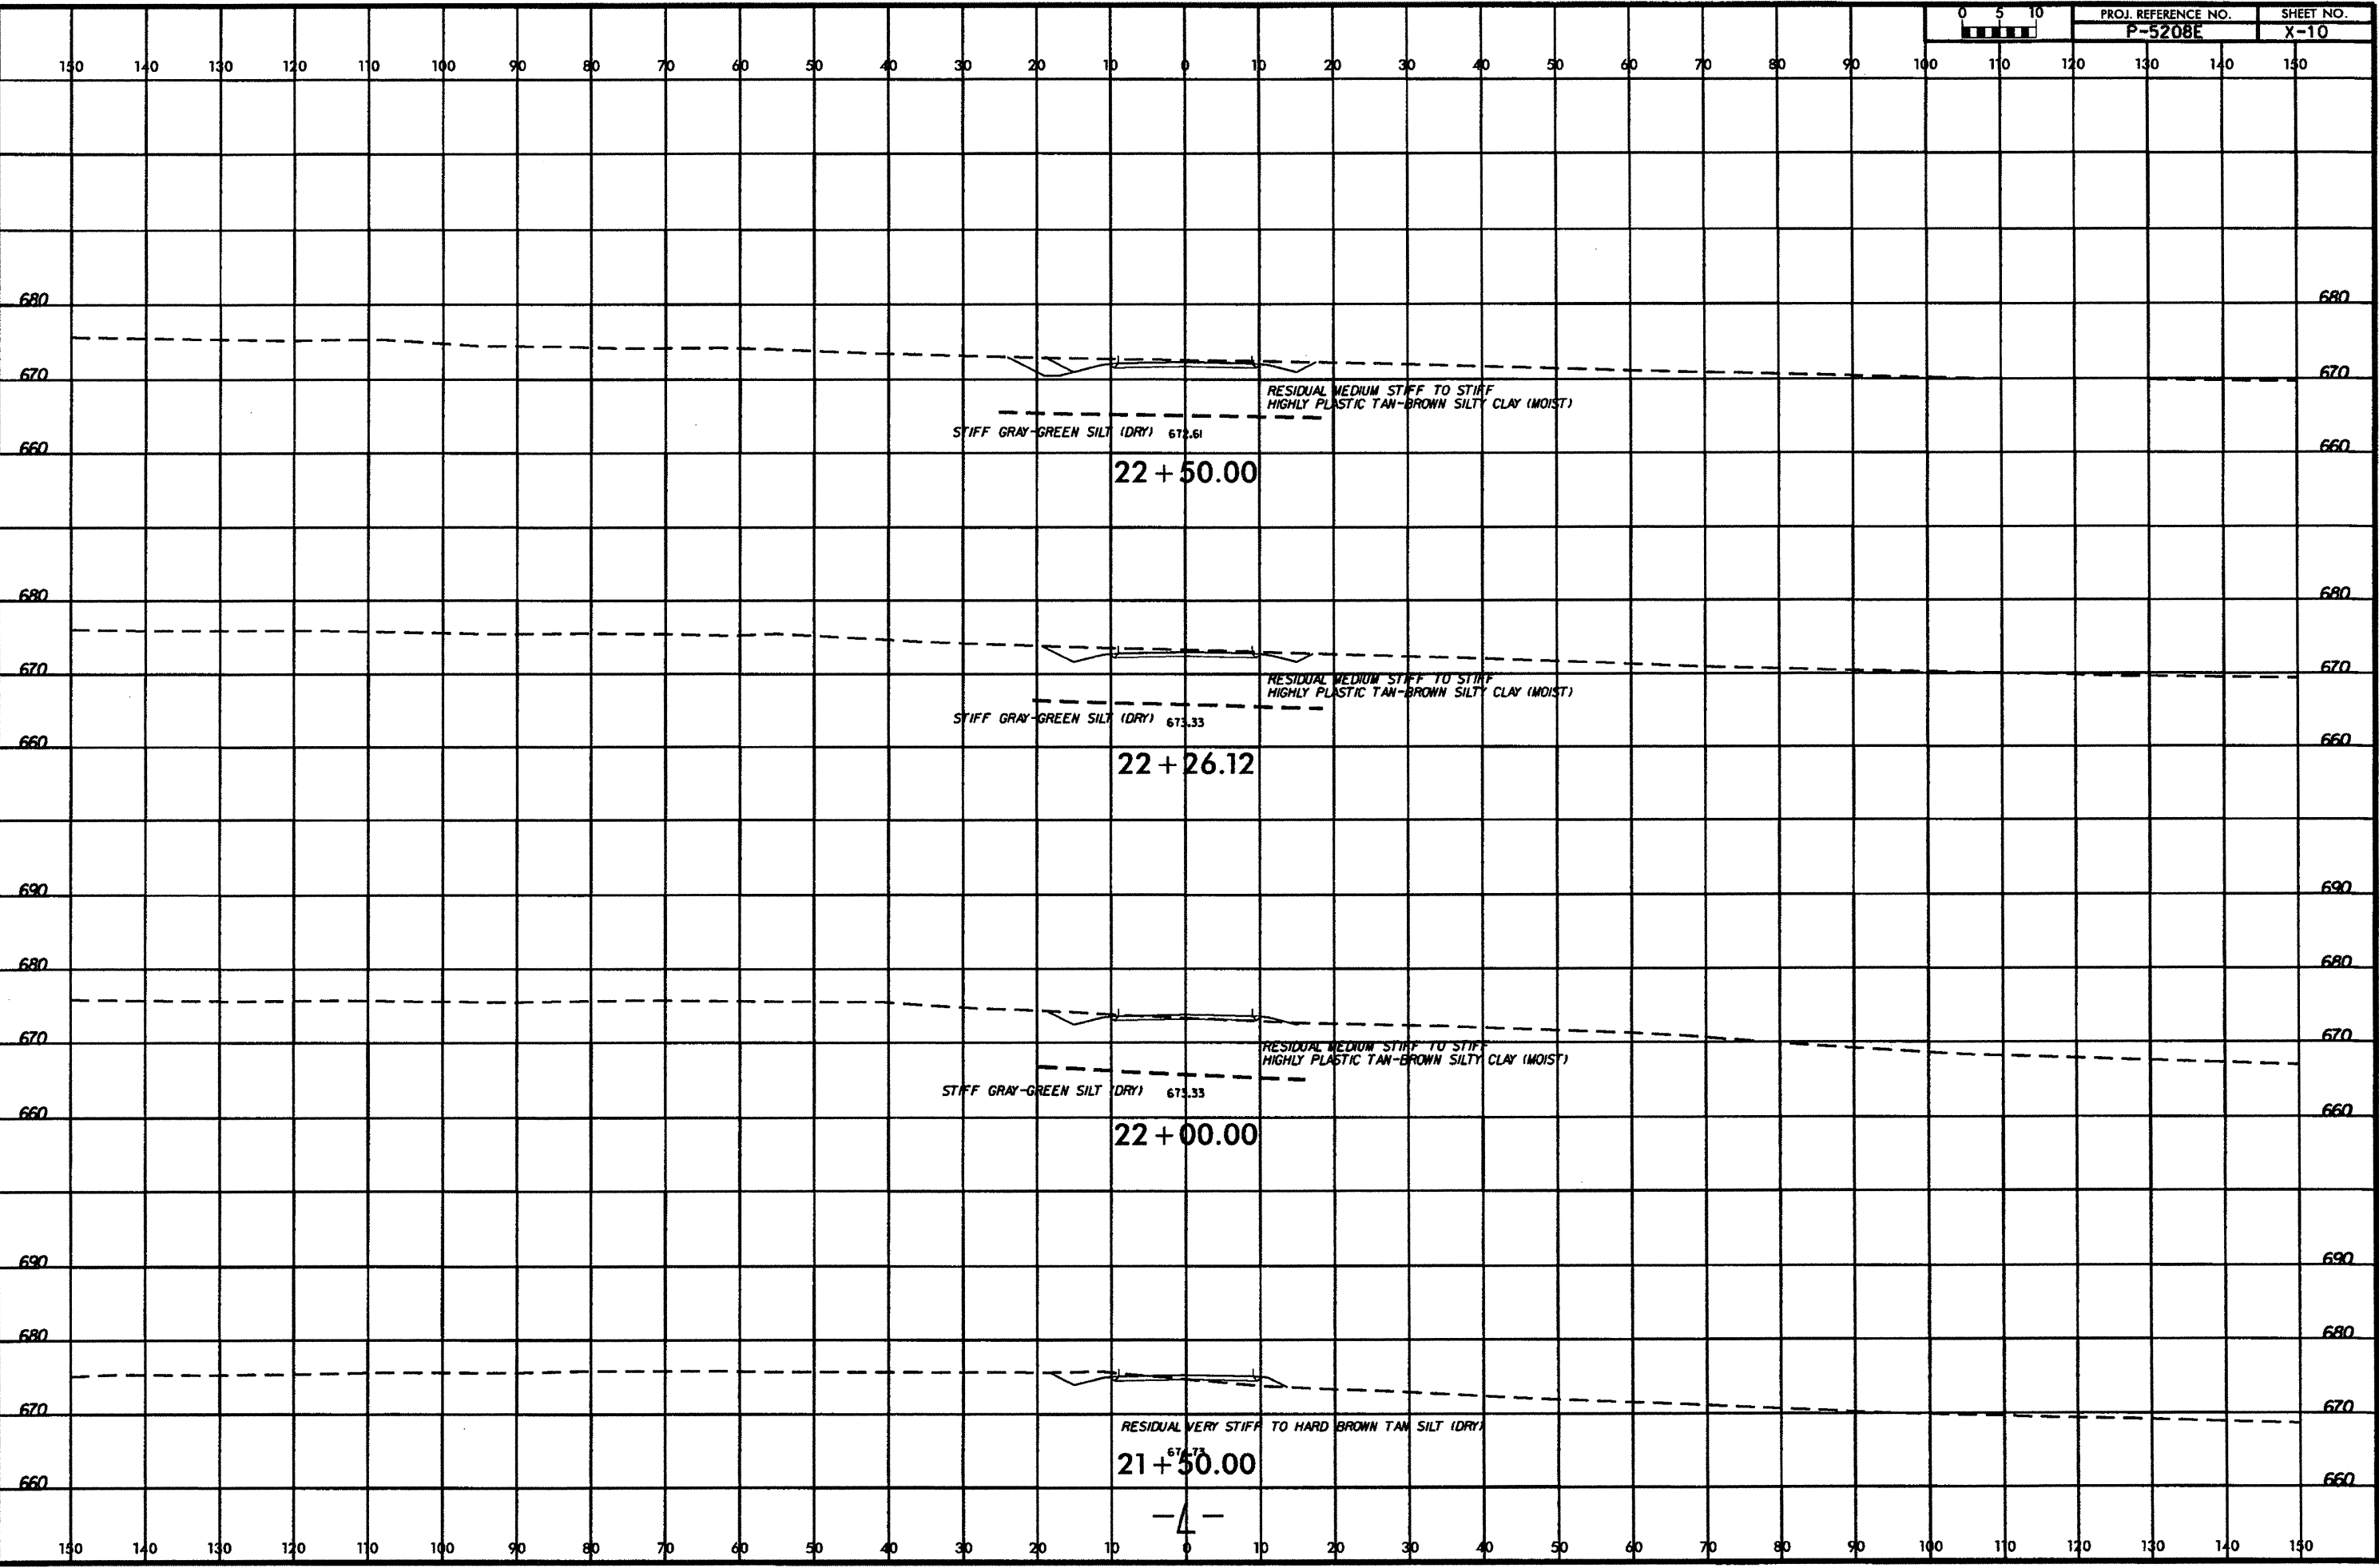 0 5 10
PROJ. REFERENCE NO. SHEET NO.
P-5208E X-10
150 140 130 120 110 100 90 80 70 60 50 40 30 20 10 0 10 20 30 40 50 60 70 80 90 100 110 120 130 140 150
680 680
670 670
RESIDUAL MEDIUM STIFF TO STIFF
HIGHLY PLASTIC TAN-BROWN SILTY CLAY (MOIST)
STIFF GRAY-GREEN SILT (DRY) 672.61
660 660
22+50.00
680 680
670 670
RESIDUAL MEDIUM STIFF TO STIFF
HIGHLY PLASTIC TAN-BROWN SILTY CLAY (MOIST)
STIFF GRAY-GREEN SILT (DRY) 673.33
660 660
22+26.12
690 690
680 680
670 670
RESIDUAL MEDIUM STIFF TO STIFF
HIGHLY PLASTIC TAN-BROWN SILTY CLAY (MOIST)
STIFF GRAY-GREEN SILT (DRY) 673.33
660 660
22+00.00
690 690
680 680
670 670
RESIDUAL VERY STIFF TO HARD BROWN TAN SILT (DRY)
674.73
21+50.00
660 660
-L-
150 140 130 120 110 100 90 80 70 60 50 40 30 20 10 0 10 20 30 40 50 60 70 80 90 100 110 120 130 140 150